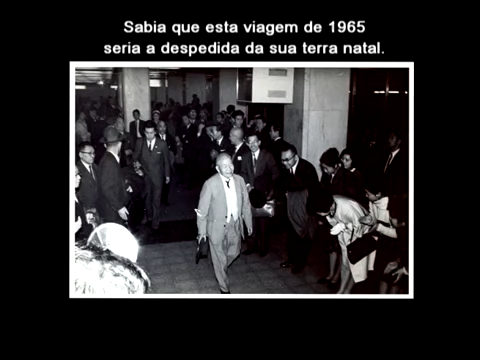 Sabia que esta viagem de 1965
seria a despedida da sua terra natal.